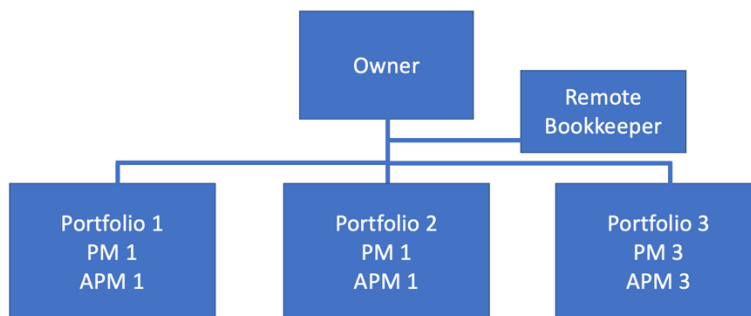 Owner
Remote
Bookkeeper
Portfolio 1
PM 1
APM 1
Portfolio 2
PM 1
APM 1
Portfolio 3
PM 3
APM 3